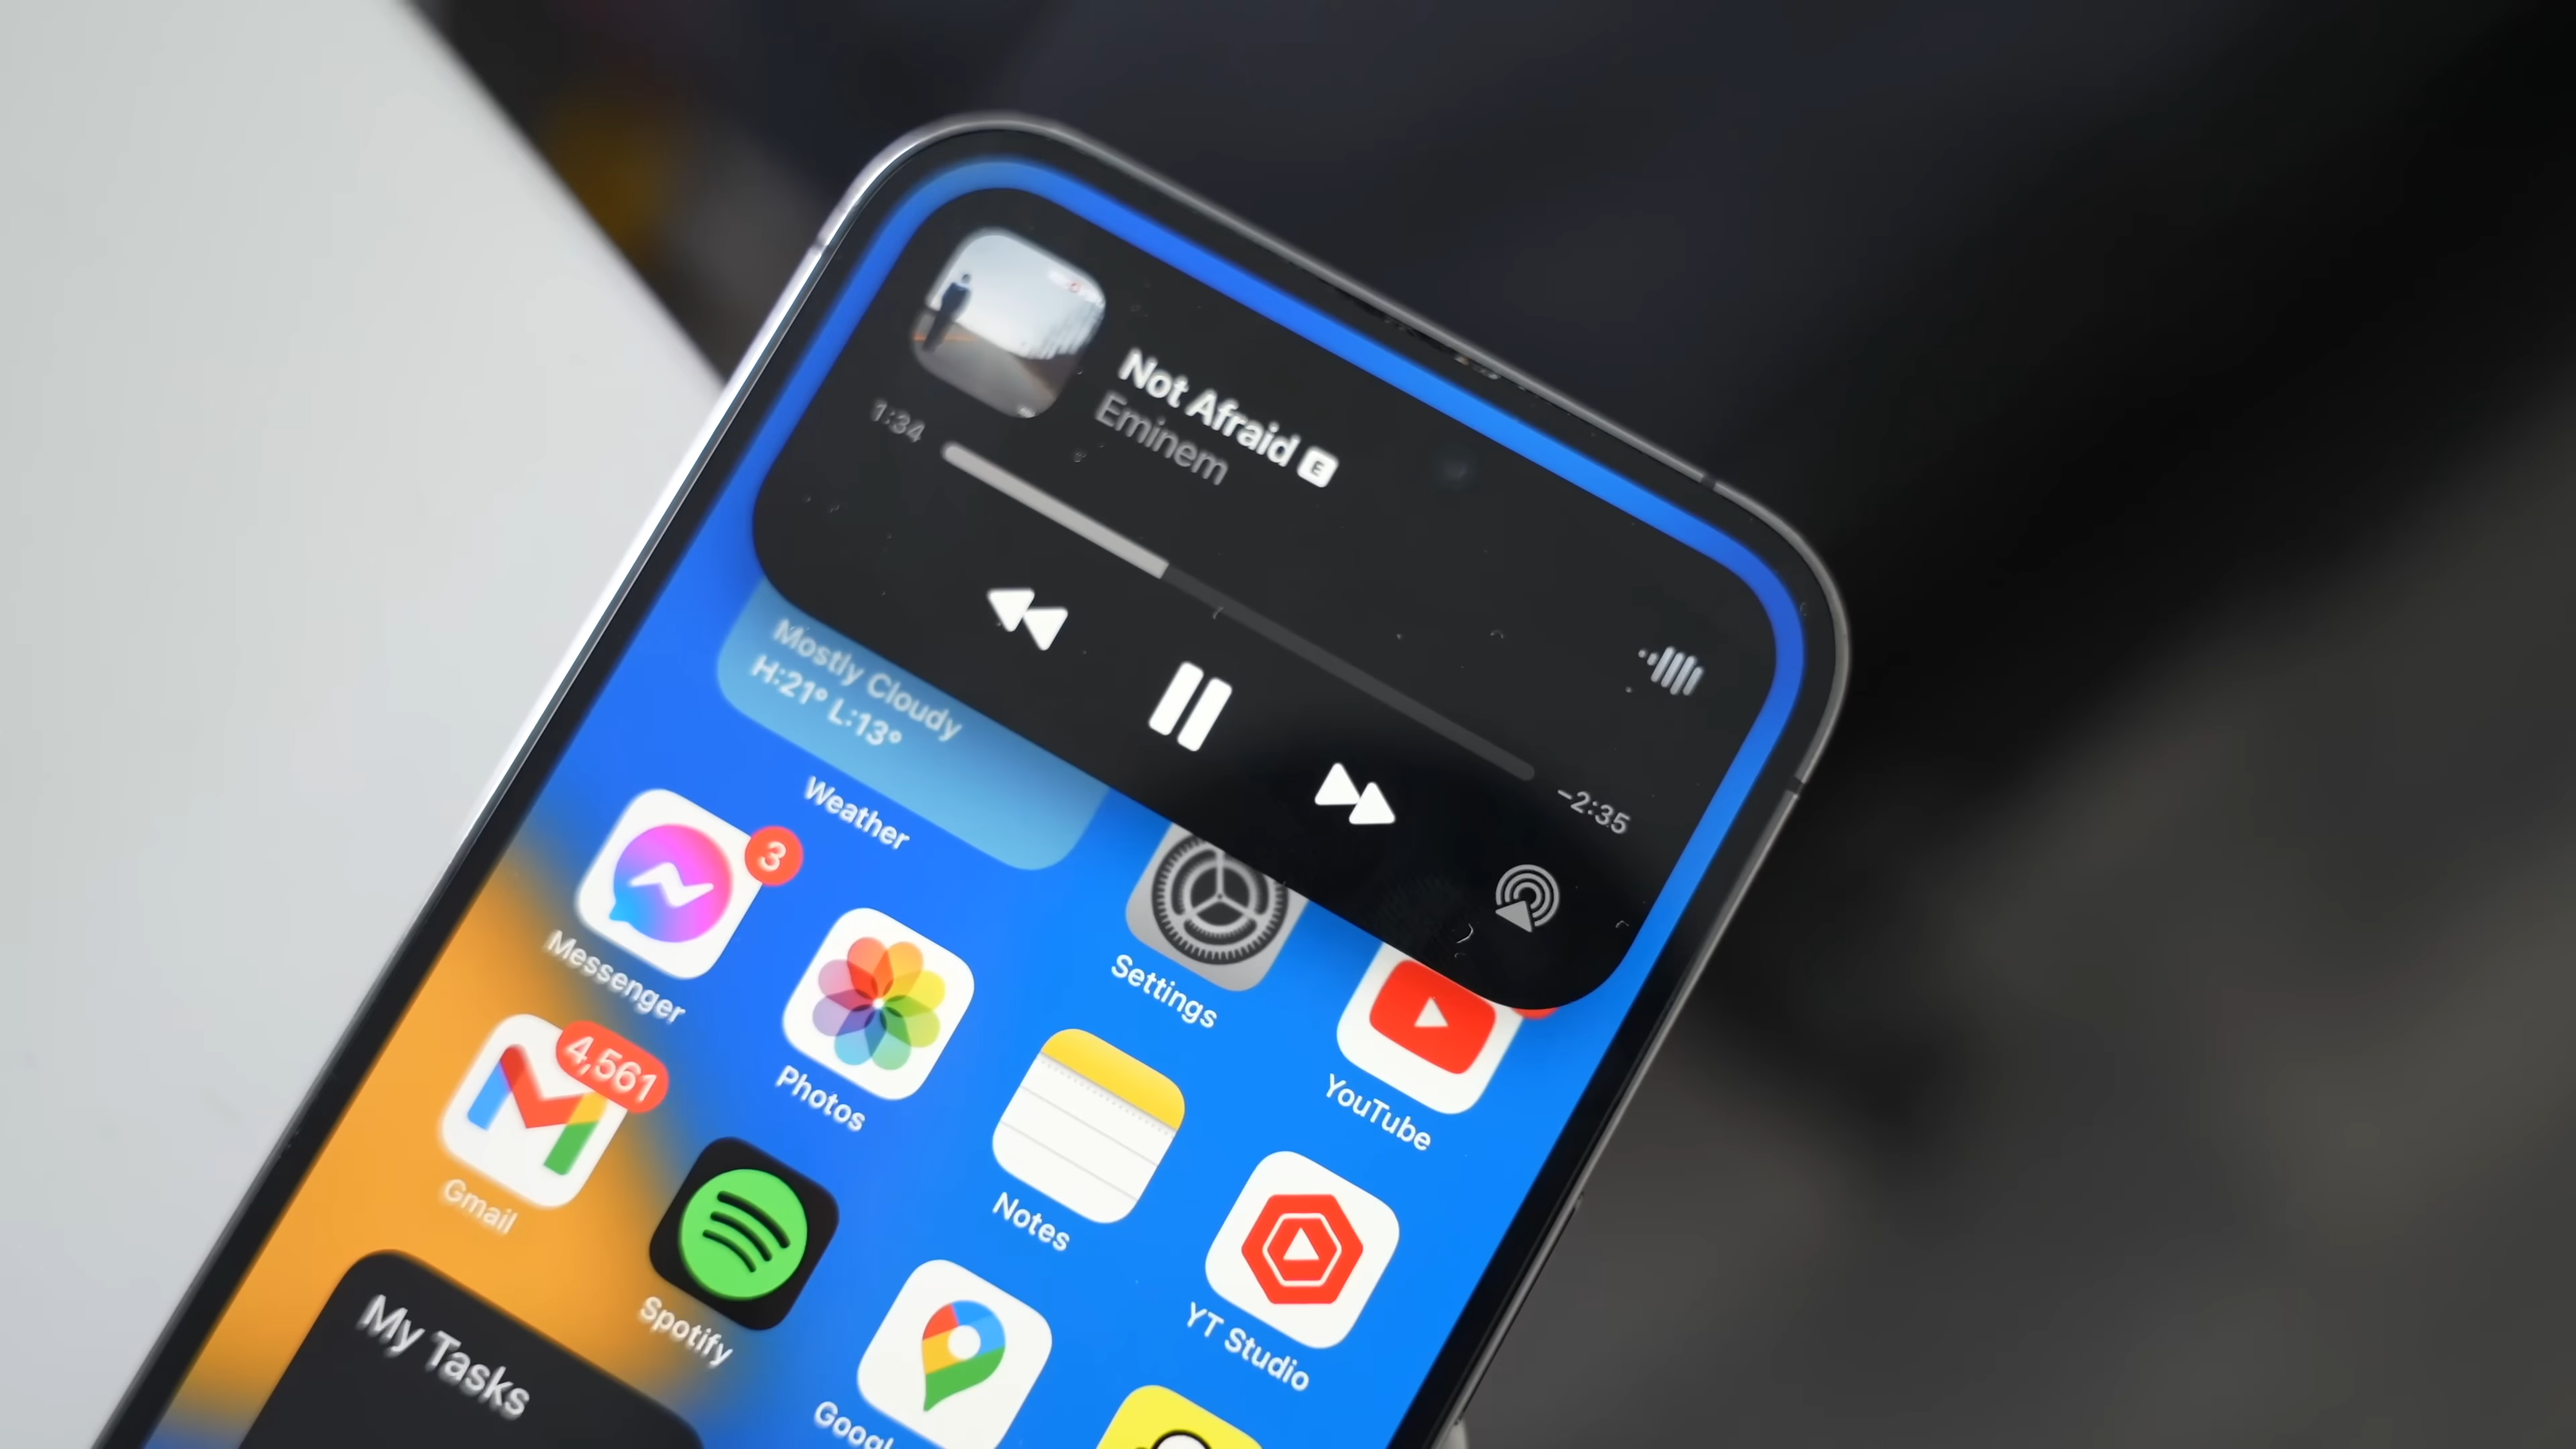 Not Afraid E
Eminem
1:34
-2:35
Mostly Cloudy
H:21° L:13°
Weather
Settings
YouTube
3
Messenger
Photos
Notes
YT Studio
4,561
Gmail
Spotify
Googl
My Tasks